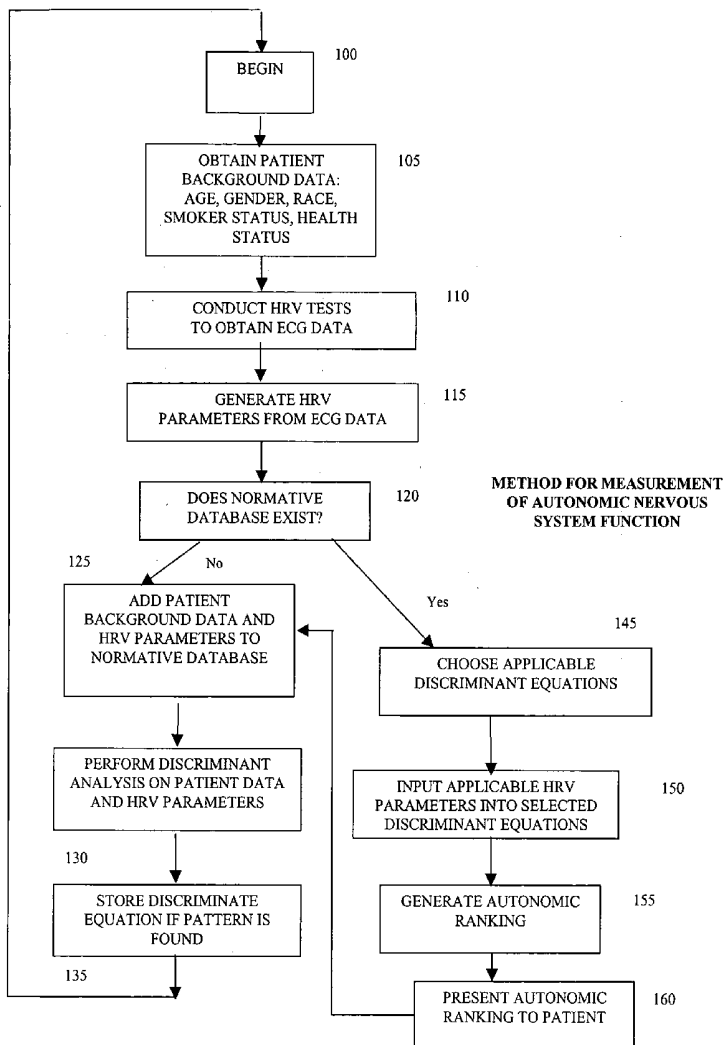 100
BEGIN
OBTAIN PATIENT
BACKGROUND DATA:
AGE, GENDER, RACE,
SMOKER STATUS, HEALTH
STATUS
105
CONDUCT HRV TESTS
TO OBTAIN ECG DATA
110
GENERATE HRV
PARAMETERS FROM ECG DATA
115
DOES NORMATIVE
DATABASE EXIST?
120
METHOD FOR MEASUREMENT
OF AUTONOMIC NERVOUS
SYSTEM FUNCTION
No
Yes
125
ADD PATIENT
BACKGROUND DATA AND
HRV PARAMETERS TO
NORMATIVE DATABASE
PERFORM DISCRIMINANT
ANALYSIS ON PATIENT DATA
AND HRV PARAMETERS
130
STORE DISCRIMINATE
EQUATION IF PATTERN IS
FOUND
135
145
CHOOSE APPLICABLE
DISCRIMINANT EQUATIONS
INPUT APPLICABLE HRV
PARAMETERS INTO SELECTED
DISCRIMINANT EQUATIONS
150
GENERATE AUTONOMIC
RANKING
155
PRESENT AUTONOMIC
RANKING TO PATIENT
160